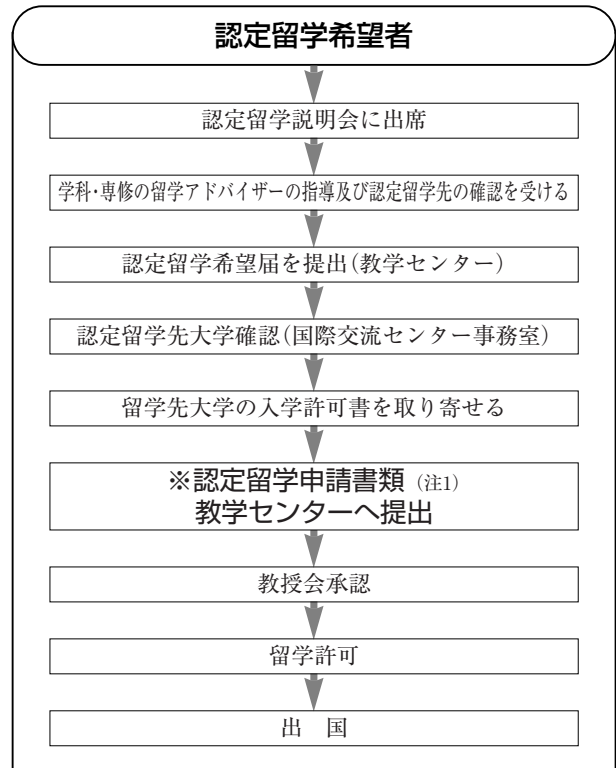 認定留学希望者
認定留学説明会に出席
学科・専修の留学アドバイザーの指導及び認定留学先の確認を受ける
認定留学希望届を提出(教学センター)
認定留学先大学確認(国際交流センター事務室)
留学先大学の入学許可書を取り寄せる
※認定留学申請書類 (注1)
教学センターへ提出
教授会承認
留学許可
出　国